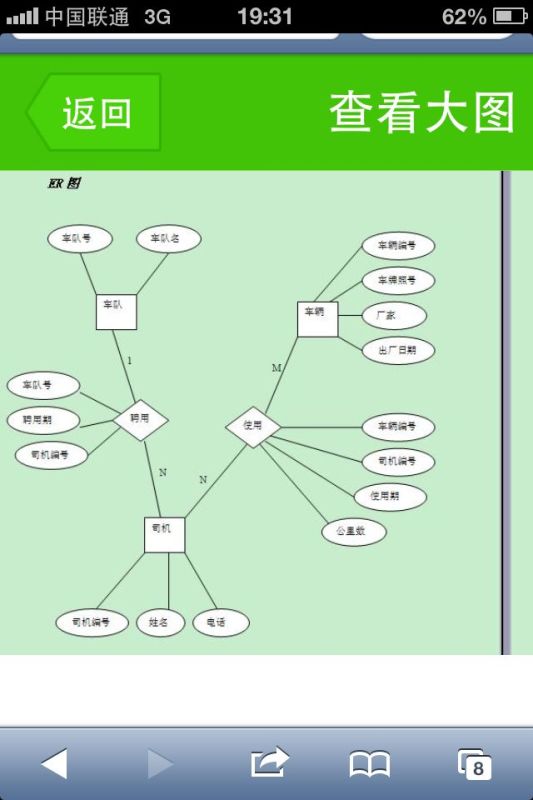 中国联通 3G 19:31 62%
返回 查看大图
ER 图
车队号 车队名 车辆编号
车牌照号
车队 车辆 厂家
出厂日期
1 M
车队号
聘用期 聘用 使用 车辆编号
司机编号 司机编号
N N 使用期
司机 公里数
司机编号 姓名 电话
8